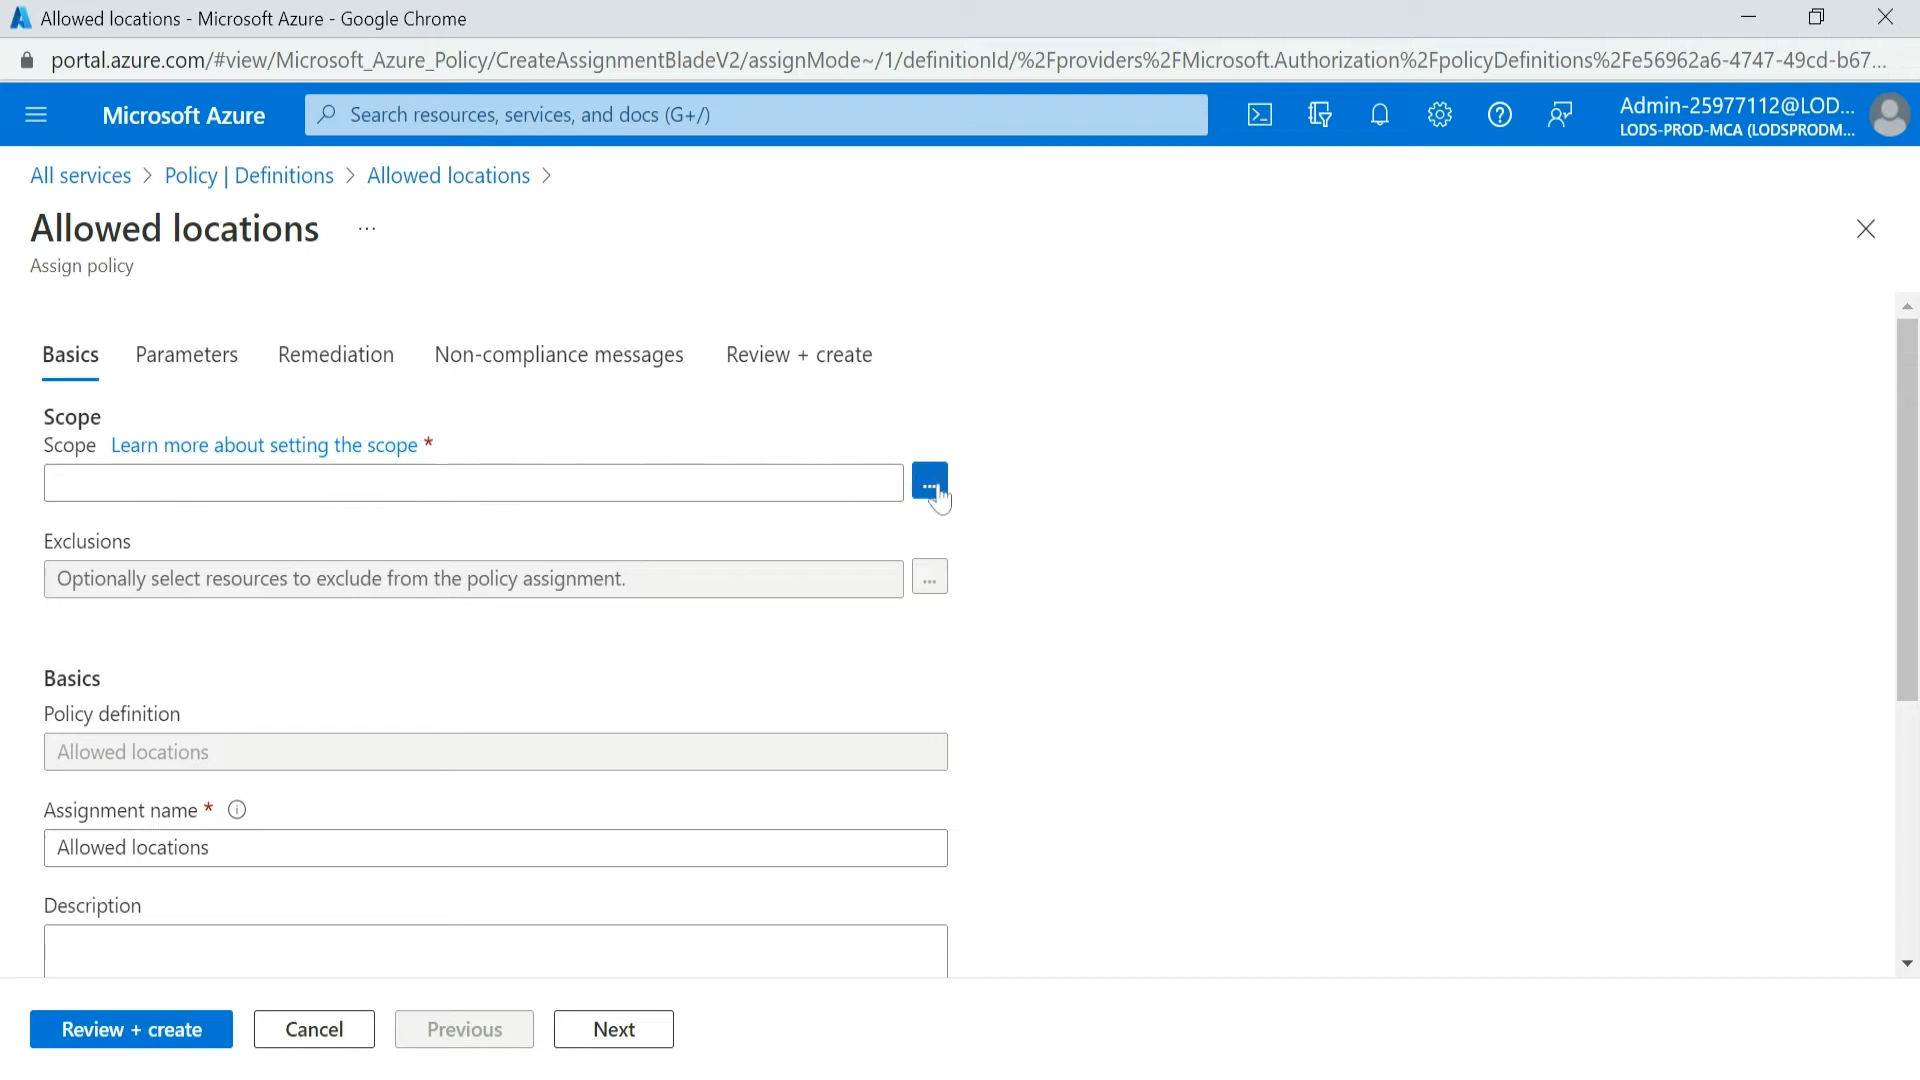 Allowed locations - Microsoft Azure - Google Chrome
portal.azure.com/#view/Microsoft_Azure_Policy/CreateAssignmentBladeV2/assignMode~/1/definitionId/%2Fproviders%2FMicrosoft.Authorization%2FpolicyDefinitions%2Fe56962a6-4747-49cd-b67...
Microsoft Azure
Search resources, services, and docs (G+/)
Admin-25977112@LOD...
LODS-PROD-MCA (LODSPRODM...
All services > Policy | Definitions > Allowed locations >
Allowed locations ...
Assign policy
Basics Parameters Remediation Non-compliance messages Review + create
Scope
Scope Learn more about setting the scope *
...
Exclusions
Optionally select resources to exclude from the policy assignment.
...
Basics
Policy definition
Allowed locations
Assignment name *
Allowed locations
Description
Review + create Cancel Previous Next